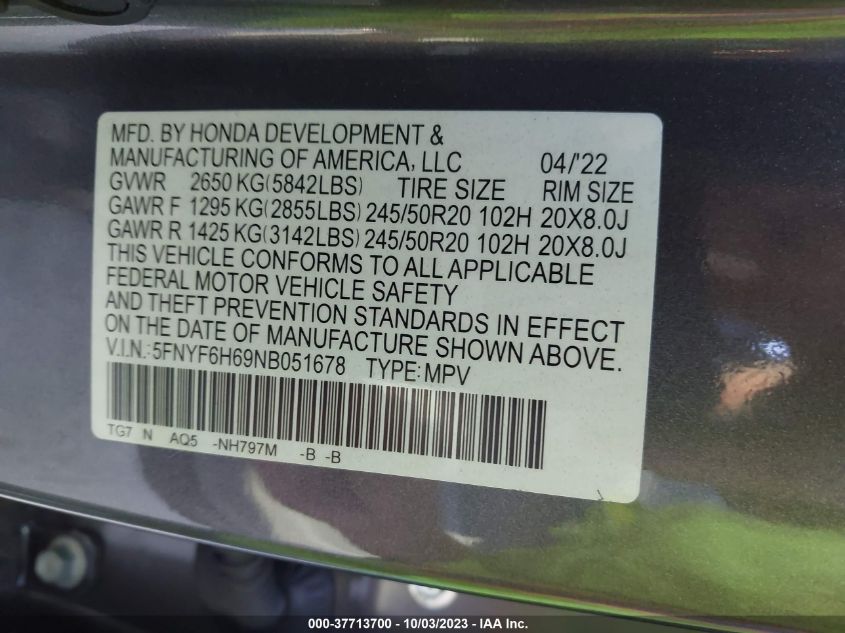 MFD. BY HONDA DEVELOPMENT &
MANUFACTURING OF AMERICA, LLC 04/'22
GVWR 2650 KG(5842LBS) TIRE SIZE RIM SIZE
GAWR F 1295 KG(2855LBS) 245/50R20 102H 20X8.0J
GAWR R 1425 KG(3142LBS) 245/50R20 102H 20X8.0J
THIS VEHICLE CONFORMS TO ALL APPLICABLE
FEDERAL MOTOR VEHICLE SAFETY
AND THEFT PREVENTION STANDARDS IN EFFECT
ON THE DATE OF MANUFACTURE SHOWN ABOVE.
V.I.N.:5FNYF6H69NB051678 TYPE:MPV
TG7 N AQ5 -NH797M -B -B
000-37713700 - 10/03/2023 - IAA Inc.